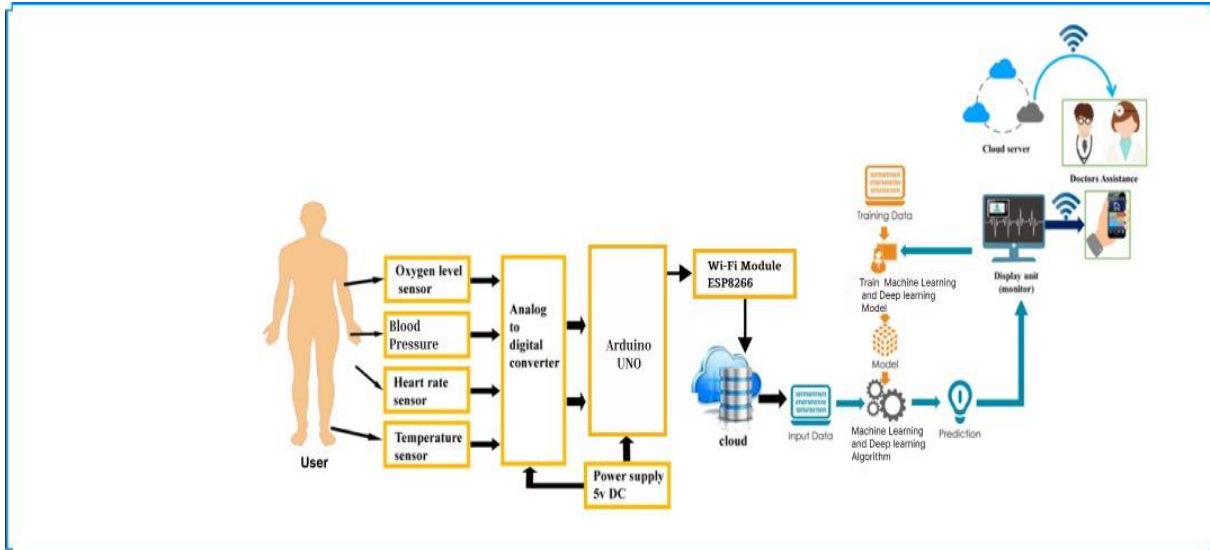 Cloud server
Doctors Assistance
Training Data
Train Machine Learning
and Deep learning
Model
Display unit
(monitor)
Oxygen level
sensor
Blood
Pressure
Heart rate
sensor
Temperature
sensor
User
Analog
to
digital
converter
Arduino
UNO
Power supply
5v DC
Wi-Fi Module
ESP8266
cloud
Input Data
Model
Machine Learning
and Deep learning
Algorithm
Prediction